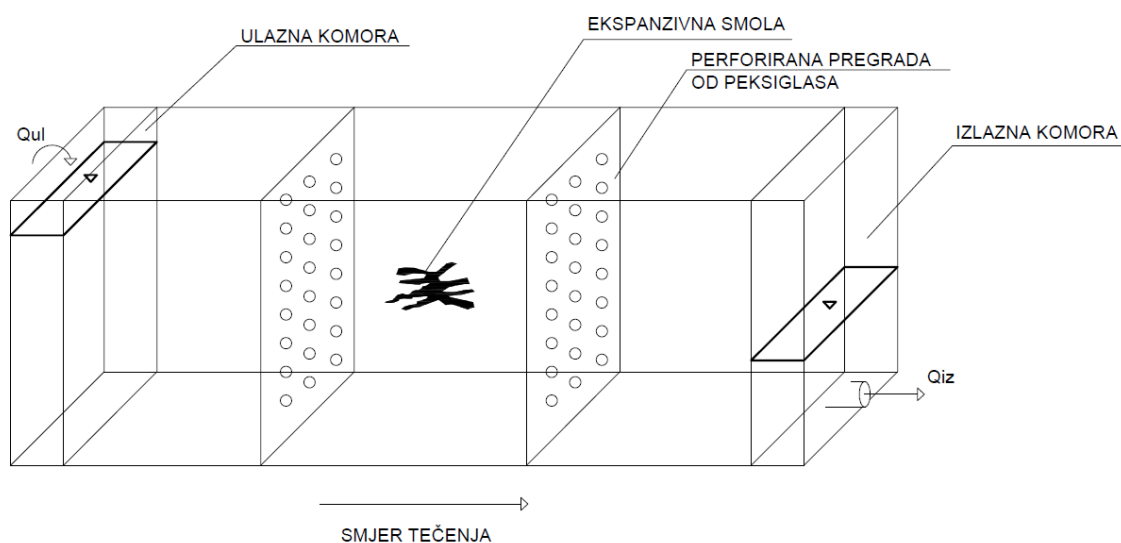 EKSPANZIVNA SMOLA
ULAZNA KOMORA
PERFORIRANA PREGRADA
OD PEKSIGLASA
Qul
IZLAZNA KOMORA
Qiz
SMJER TEČENJA